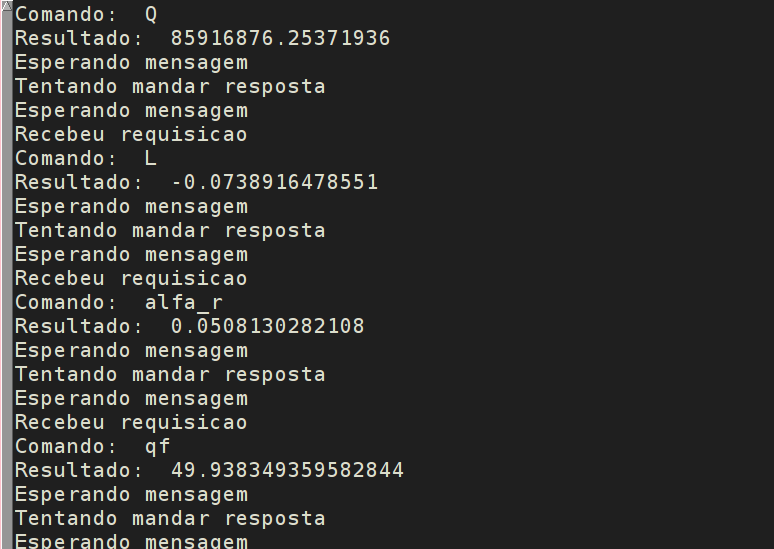 Comando:  Q
Resultado:  85916876.25371936
Esperando mensagem
Tentando mandar resposta
Esperando mensagem
Recebeu requisicao
Comando:  L
Resultado:  -0.0738916478551
Esperando mensagem
Tentando mandar resposta
Esperando mensagem
Recebeu requisicao
Comando:  alfa_r
Resultado:  0.0508130282108
Esperando mensagem
Tentando mandar resposta
Esperando mensagem
Recebeu requisicao
Comando:  qf
Resultado:  49.938349359582844
Esperando mensagem
Tentando mandar resposta
Esperando mensagem